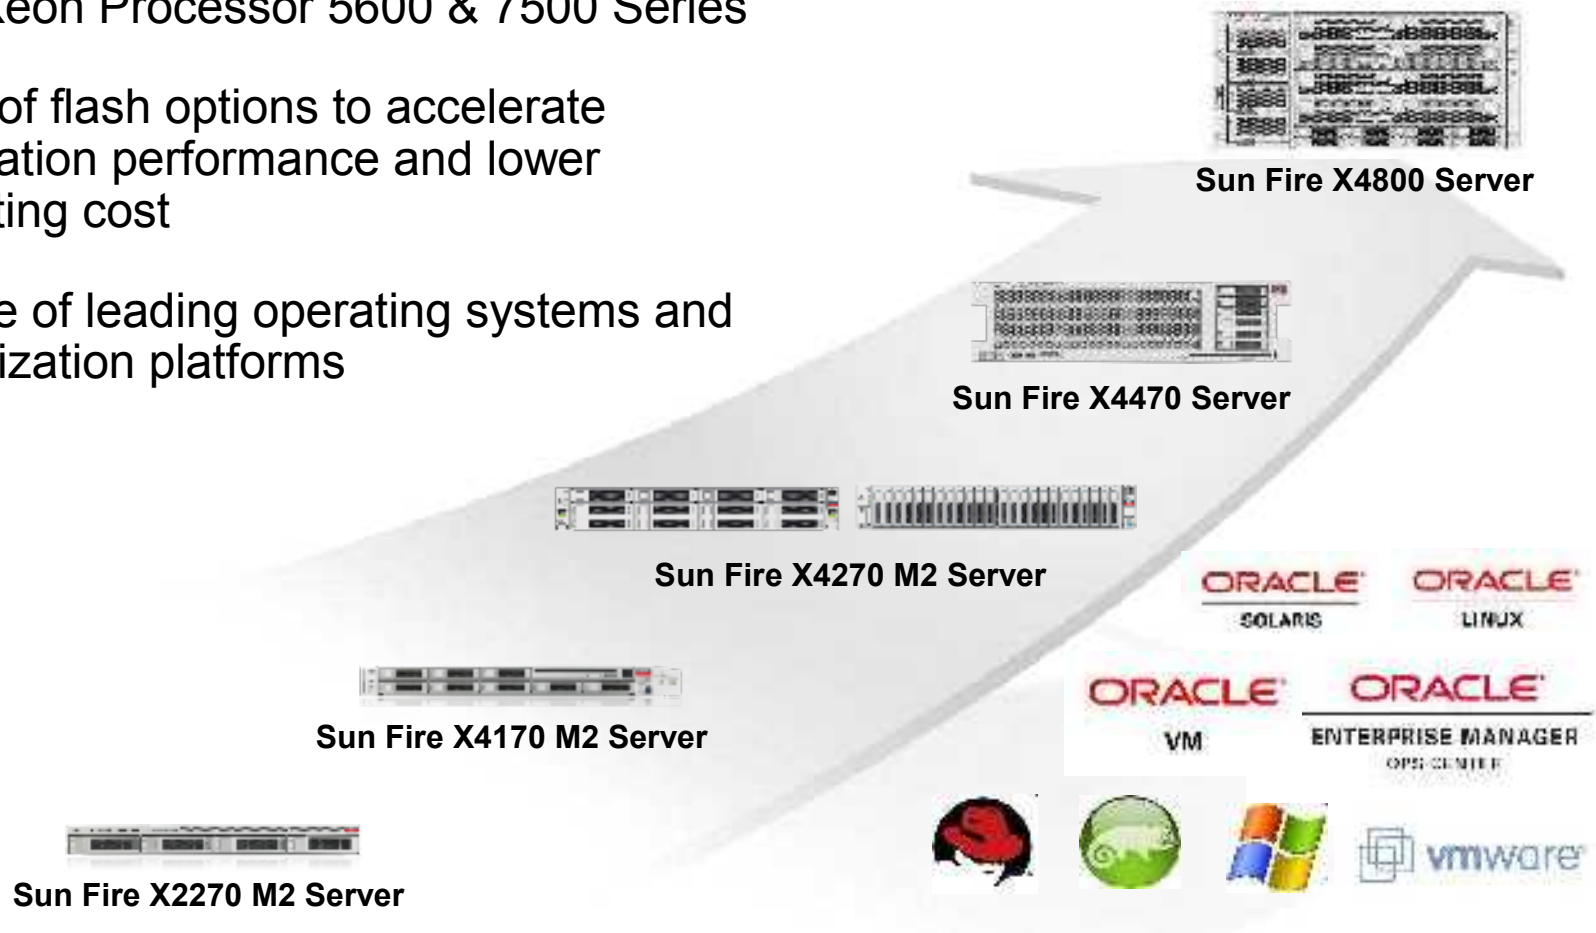 Xeon Processor 5600 & 7500 Series
of flash options to accelerate
ation performance and lower
ting cost
e of leading operating systems and
ization platforms
Sun Fire X4800 Server
Sun Fire X4470 Server
Sun Fire X4270 M2 Server
Sun Fire X4170 M2 Server
Sun Fire X2270 M2 Server
ORACLE
SOLARIS
ORACLE
LINUX
ORACLE
VM
ORACLE
ENTERPRISE MANAGER
OPS CENTER
vmware